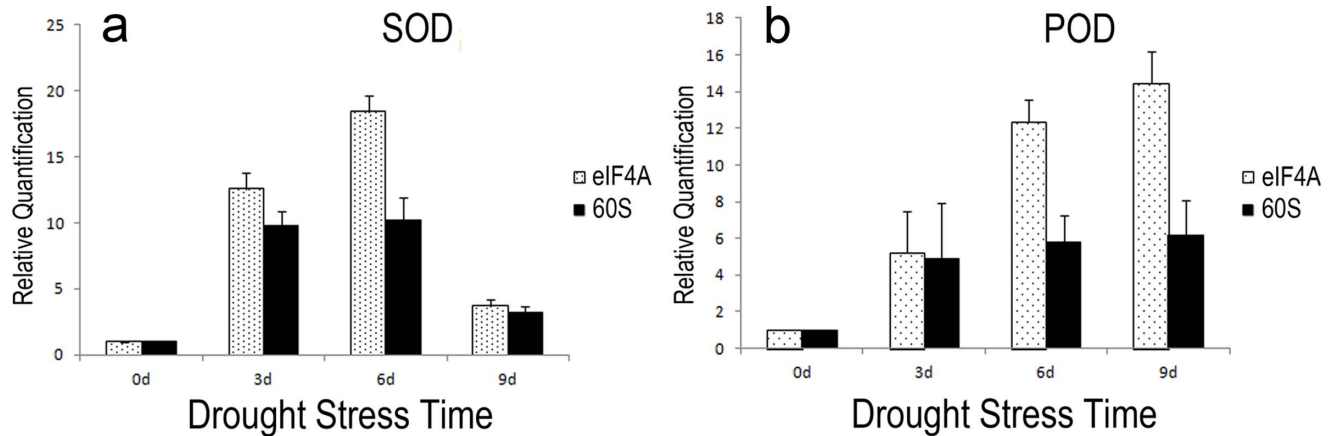 a
SOD
25
20
15
10
5
0
Relative Quantification
0d 3d 6d 9d
Drought Stress Time
eIF4A
60S
b
POD
18
16
14
12
10
8
6
4
2
0
Relative Quantification
0d 3d 6d 9d
Drought Stress Time
eIF4A
60S